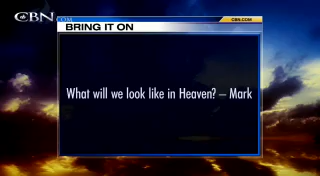 CBN
.COM
CBN.COM
BRING IT ON
What will we look like in Heaven? – Mark